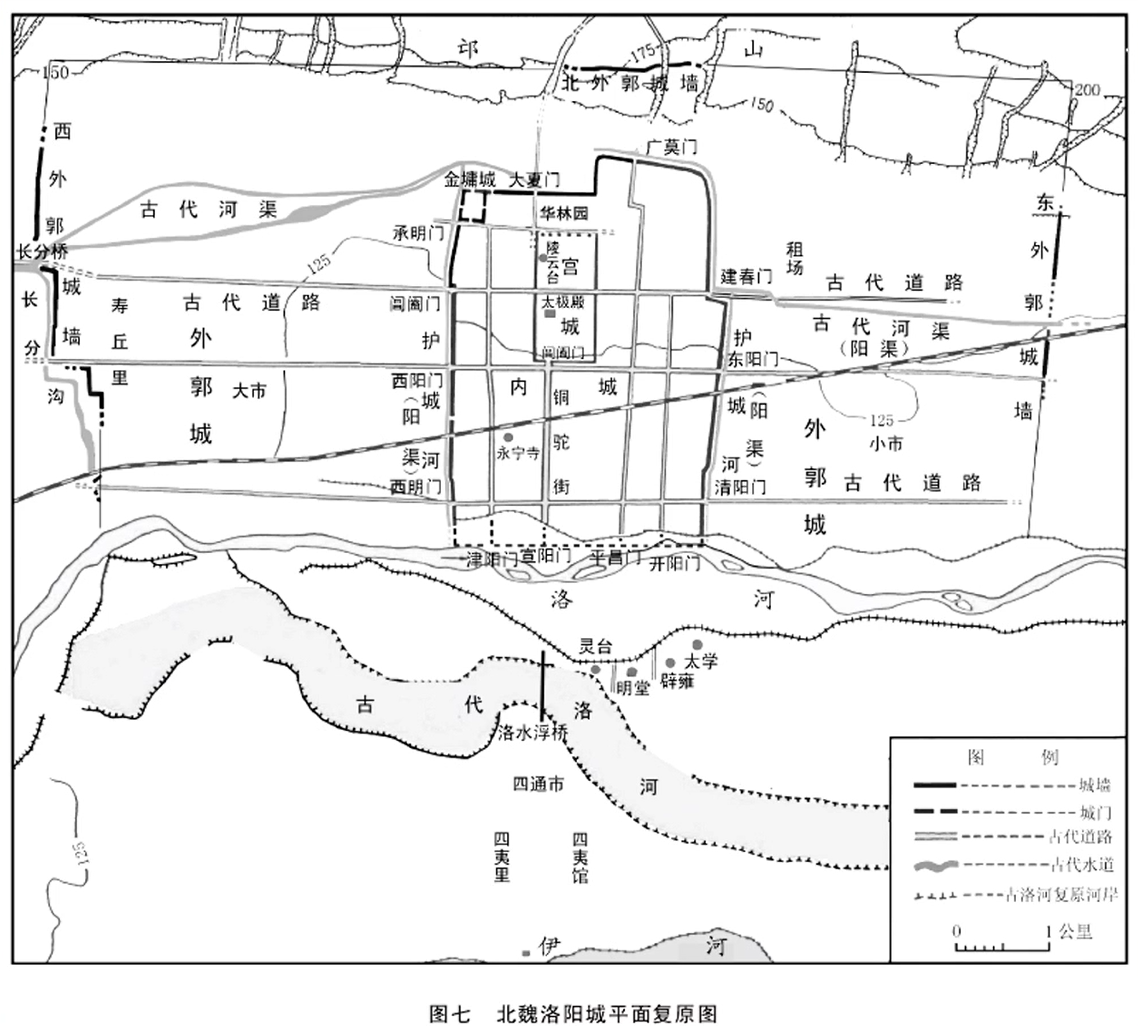 邙 山
175
150
北外郭城墙
200
150
西外郭城墙
广莫门
金墉城 大夏门
古代河渠
华林园
承明门
东外郭城墙
长分桥
陵云台
宫城
租场
125
建春门
古代道路
长分沟
寿丘里
古代道路
阊阖门
太极殿
古代河渠
(阳渠)
外郭城
护城河
(阳渠)
阊阖门
护城河
(阳渠)
东阳门
西阳门
内城
大市
铜驼街
125
小市
外郭城
永宁寺
西明门
清阳门
古代道路
津阳门 宣阳门 平昌门 开阳门
洛河
灵台
太学
明堂
辟雍
古代洛河
洛水浮桥
四通市
四夷里
四夷馆
125
伊河
图例
城墙
城门
古代道路
古代水道
古洛河复原河岸
0 1 公里
图七 北魏洛阳城平面复原图